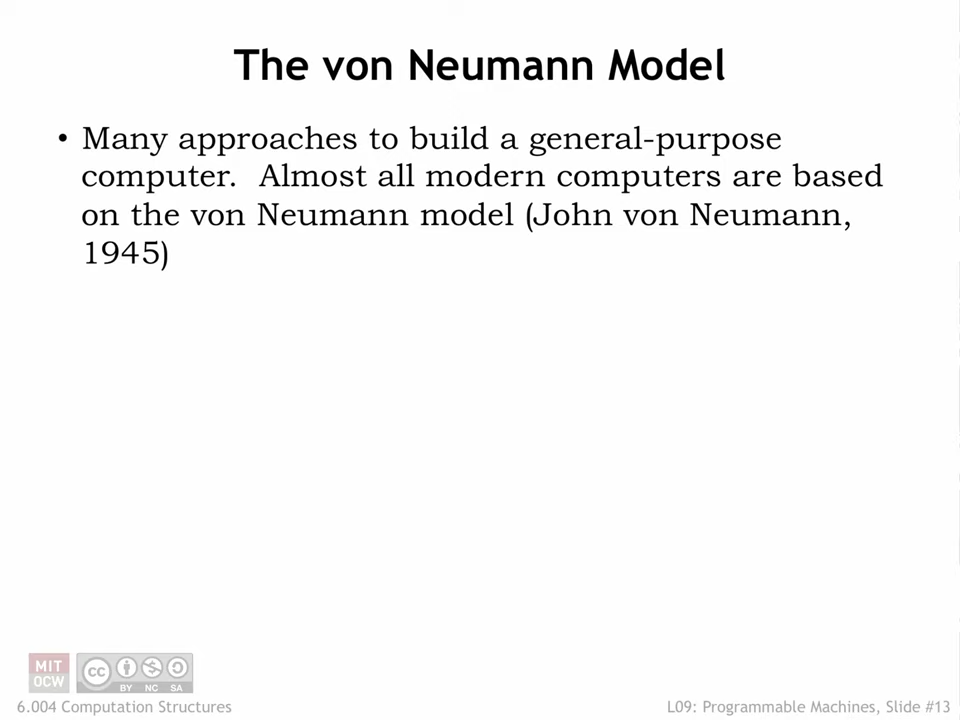 The von Neumann Model
• Many approaches to build a general-purpose
computer.  Almost all modern computers are based
on the von Neumann model (John von Neumann,
1945)
MIT
OCW
cc
BY NC SA
6.004 Computation Structures
L09: Programmable Machines, Slide #13